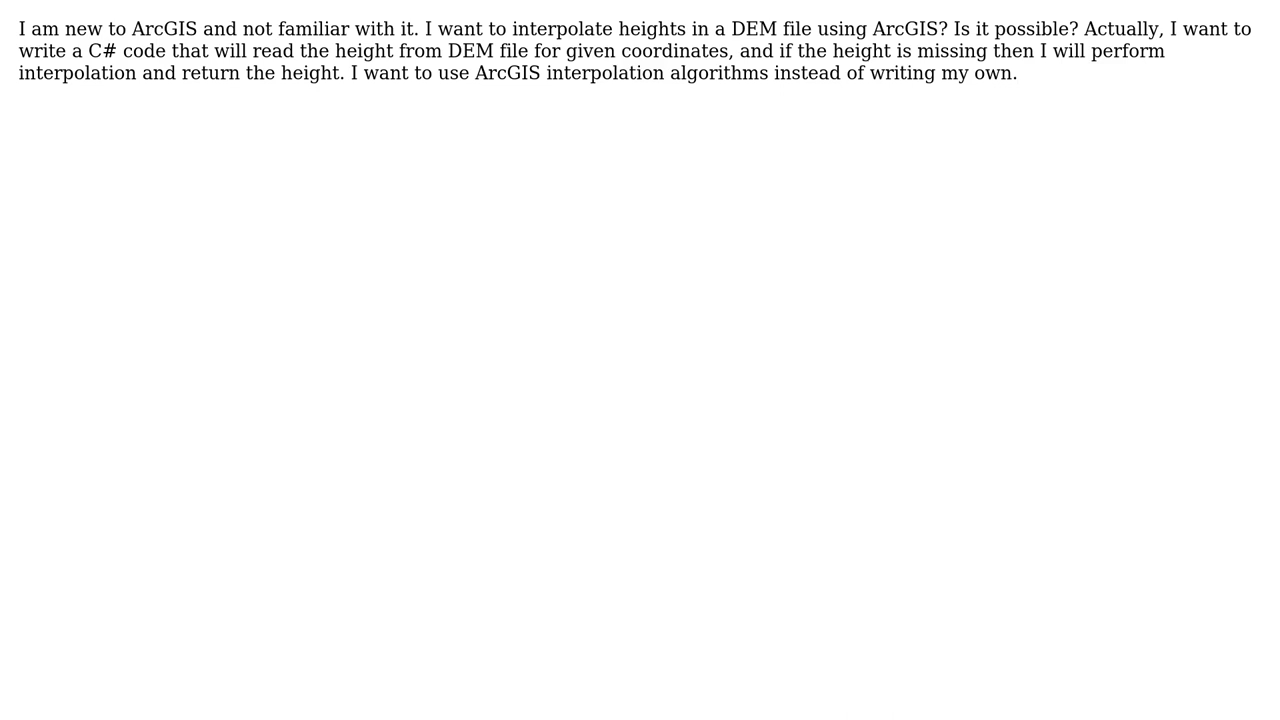 I am new to ArcGIS and not familiar with it. I want to interpolate heights in a DEM file using ArcGIS? Is it possible? Actually, I want to
write a C# code that will read the height from DEM file for given coordinates, and if the height is missing then I will perform
interpolation and return the height. I want to use ArcGIS interpolation algorithms instead of writing my own.